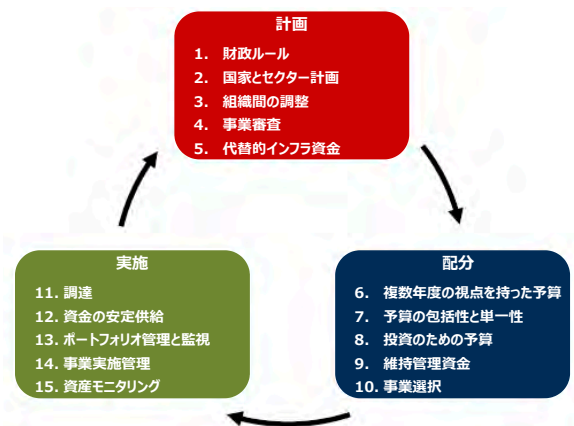 計画
1. 財政ルール
2. 国家とセクター計画
3. 組織間の調整
4. 事業審査
5. 代替的インフラ資金
配分
6. 複数年度の視点を持った予算
7. 予算の包括性と単一性
8. 投資のための予算
9. 維持管理資金
10. 事業選択
実施
11. 調達
12. 資金の安定供給
13. ポートフォリオ管理と監視
14. 事業実施管理
15. 資産モニタリング